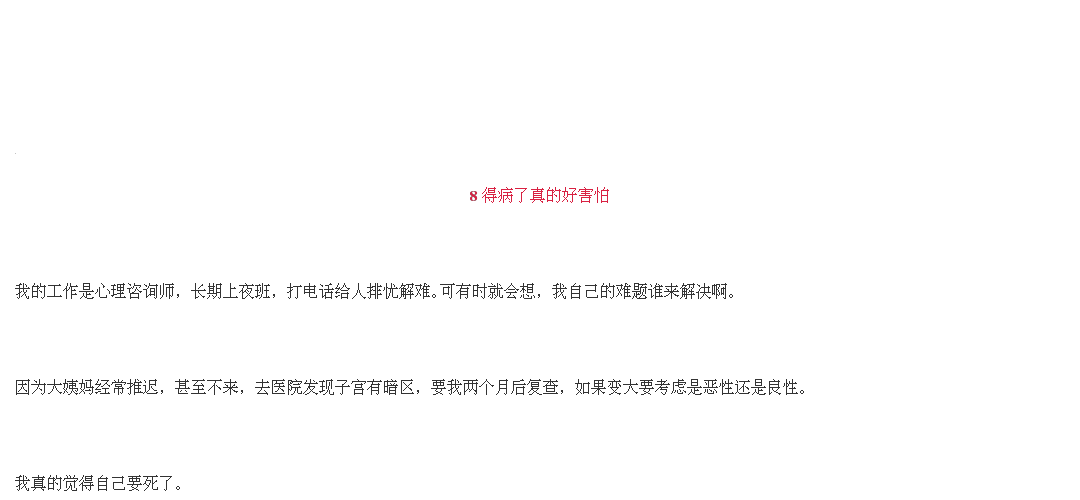 8 得病了真的好害怕
我的工作是心理咨询师，长期上夜班，打电话给人排忧解难。可有时就会想，我自己的难题谁来解决啊。
因为大姨妈经常推迟，甚至不来，去医院发现子宫有暗区，要我两个月后复查，如果变大要考虑是恶性还是良性。
我真的觉得自己要死了。